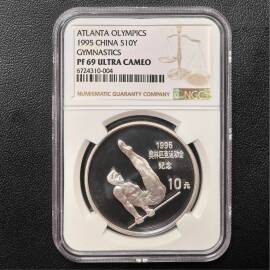 ATLANTA OLYMPICS
1995 CHINA S10Y
GYMNASTICS
PF 69 ULTRA CAMEO
6724310-004
NUMISMATIC GUARANTY COMPANY
NGC
1996
奥林匹克运动会
纪念
10元